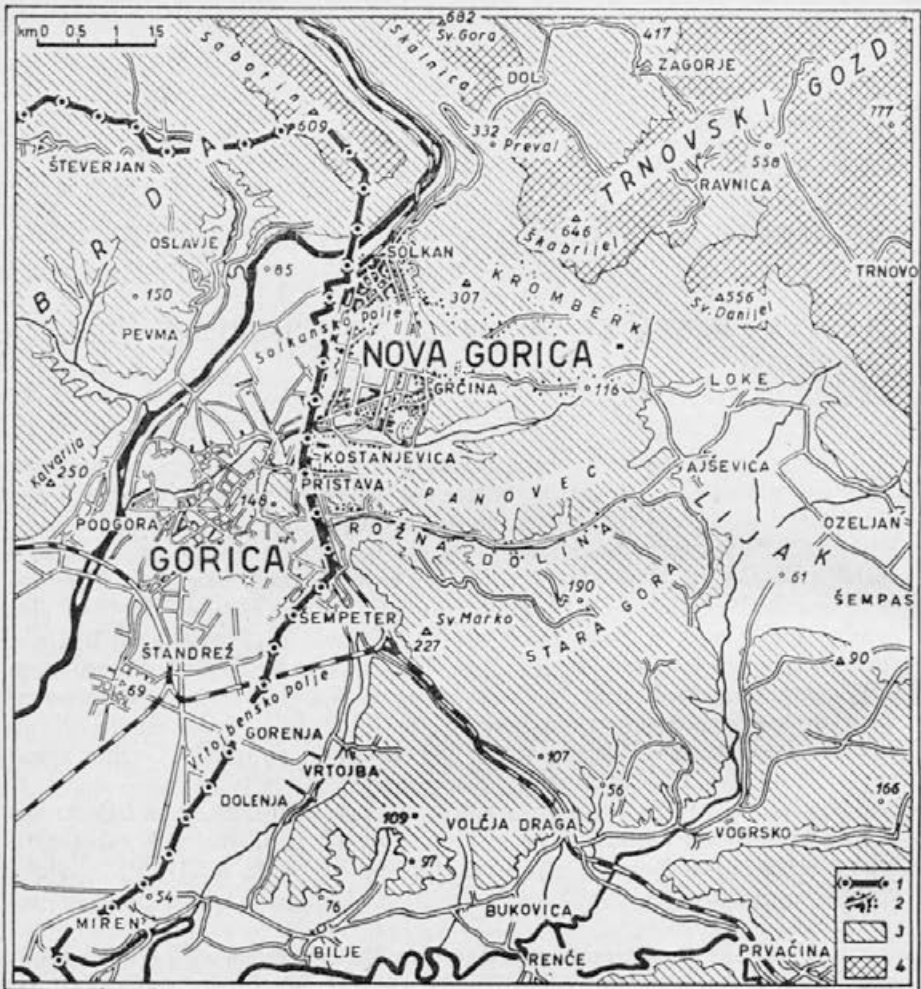 km 0 0.5 1 1.5
Sabotin
609
682
Sv. Gora
Skalnica
417
DOL
ZAGORJE
332
Preval
TRNOVSKI GOZD
777
558
RAVNICA
ŠTEVERJAN
BRDA
OSLAVJE
85
SOLKAN
646
Škabrijel
TRNOVO
150
307
KROMBERK
556
Sv. Danijel
PEVMA
Solkansko polje
NOVA GORICA
GRČINA
116
LOKE
Kalvarija
250
KOSTANJEVICA
AJŠEVICA
148
PRISTAVA
PANOVEC
LIJAK
PODGORA
OZELJAN
GORICA
ROŽNA DOLINA
61
190
ŠEMPAS
ŠEMPETER
Sv. Marko
227
STARA GORA
ŠTANDREŽ
90
69
Vrtojbensko polje
GORENJA
107
VRTOJBA
56
DOLENJA
166
109
VOLČJA DRAGA
VOGRSKO
97
54
76
MIREN
BUKOVICA
BILJE
RENČE
PRVAČINA
1
2
3
4